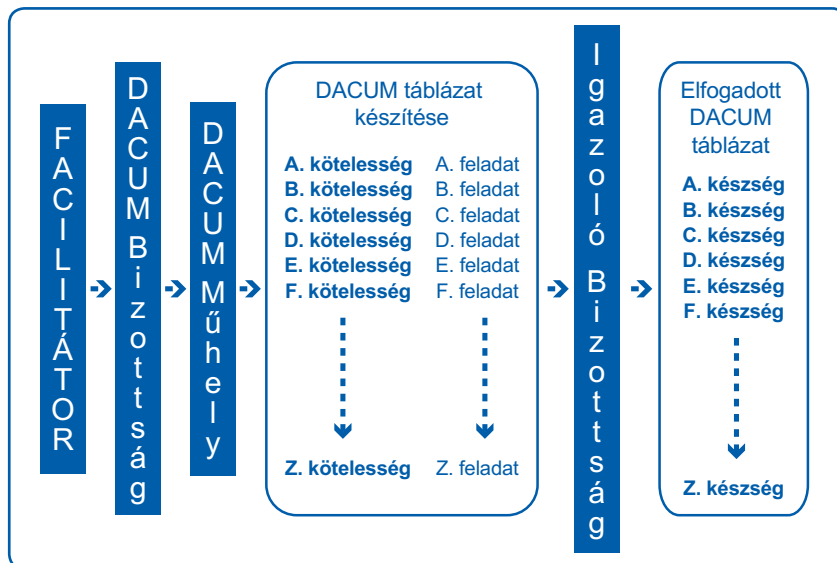 FACILITÁTOR
DACUM Bizottság
DACUM Műhely
DACUM táblázat
készítése
A. kötelesség A. feladat
B. kötelesség B. feladat
C. kötelesség C. feladat
D. kötelesség D. feladat
E. kötelesség E. feladat
F. kötelesség F. feladat
Z. kötelesség Z. feladat
Igazoló Bizottság
Elfogadott
DACUM
táblázat
A. készség
B. készség
C. készség
D. készség
E. készség
F. készség
Z. készség